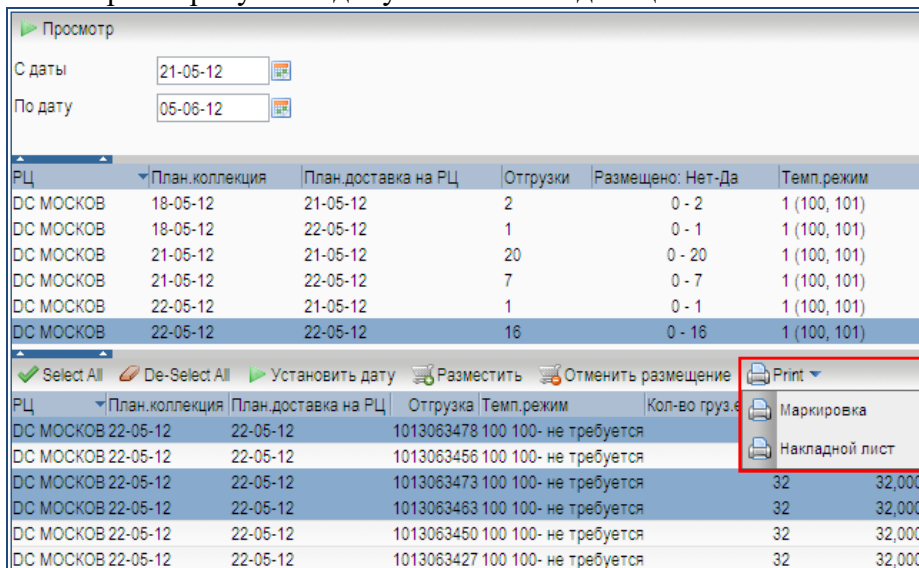 Просмотр
С даты 21-05-12
По дату 05-06-12
РЦ План.коллекция План.доставка на РЦ Отгрузки Размещено: Нет-Да Темп.режим
DC МОСКОВ 18-05-12 21-05-12 2 0 - 2 1 (100, 101)
DC МОСКОВ 18-05-12 22-05-12 1 0 - 1 1 (100, 101)
DC МОСКОВ 21-05-12 21-05-12 20 0 - 20 1 (100, 101)
DC МОСКОВ 21-05-12 22-05-12 7 0 - 7 1 (100, 101)
DC МОСКОВ 22-05-12 21-05-12 1 0 - 1 1 (100, 101)
DC МОСКОВ 22-05-12 22-05-12 16 0 - 16 1 (100, 101)
Select All De-Select All Установить дату Разместить Отменить размещение Print
РЦ План.коллекция План.доставка на РЦ Отгрузка Темп.режим Кол-во груз.е Маркировка
DC МОСКОВ 22-05-12 22-05-12 1013063478 100 100- не требуется
DC МОСКОВ 22-05-12 22-05-12 1013063456 100 100- не требуется Накладной лист
DC МОСКОВ 22-05-12 22-05-12 1013063473 100 100- не требуется 32 32,000
DC МОСКОВ 22-05-12 22-05-12 1013063463 100 100- не требуется 32 32,000
DC МОСКОВ 22-05-12 22-05-12 1013063450 100 100- не требуется 32 32,000
DC МОСКОВ 22-05-12 22-05-12 1013063427 100 100- не требуется 32 32,000